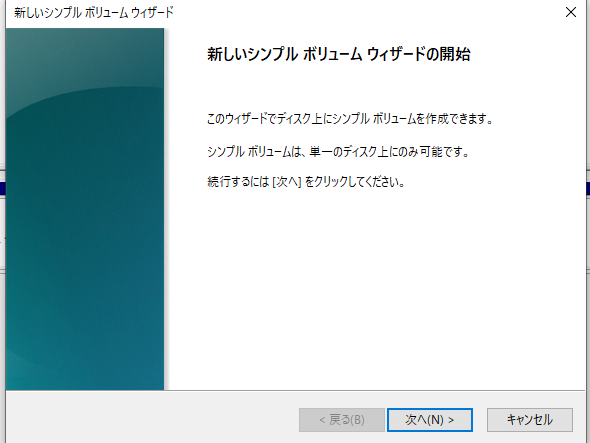 新しいシンプル ボリューム ウィザード
新しいシンプル ボリューム ウィザードの開始
このウィザードでディスク上にシンプル ボリュームを作成できます。
シンプル ボリュームは、単一のディスク上にのみ可能です。
続行するには [次へ] をクリックしてください。
< 戻る(B)
次へ(N) >
キャンセル